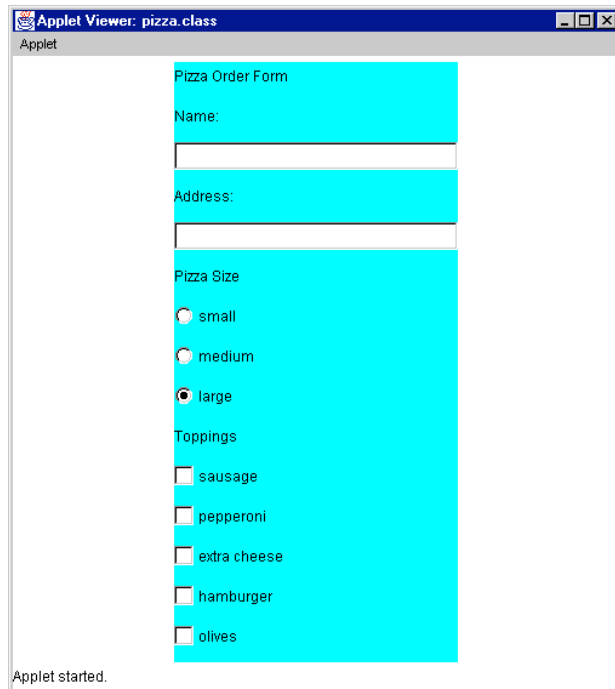 Applet Viewer: pizza.class
Applet
Pizza Order Form
Name:
Address:
Pizza Size
small
medium
large
Toppings
sausage
pepperoni
extra cheese
hamburger
olives
Applet started.